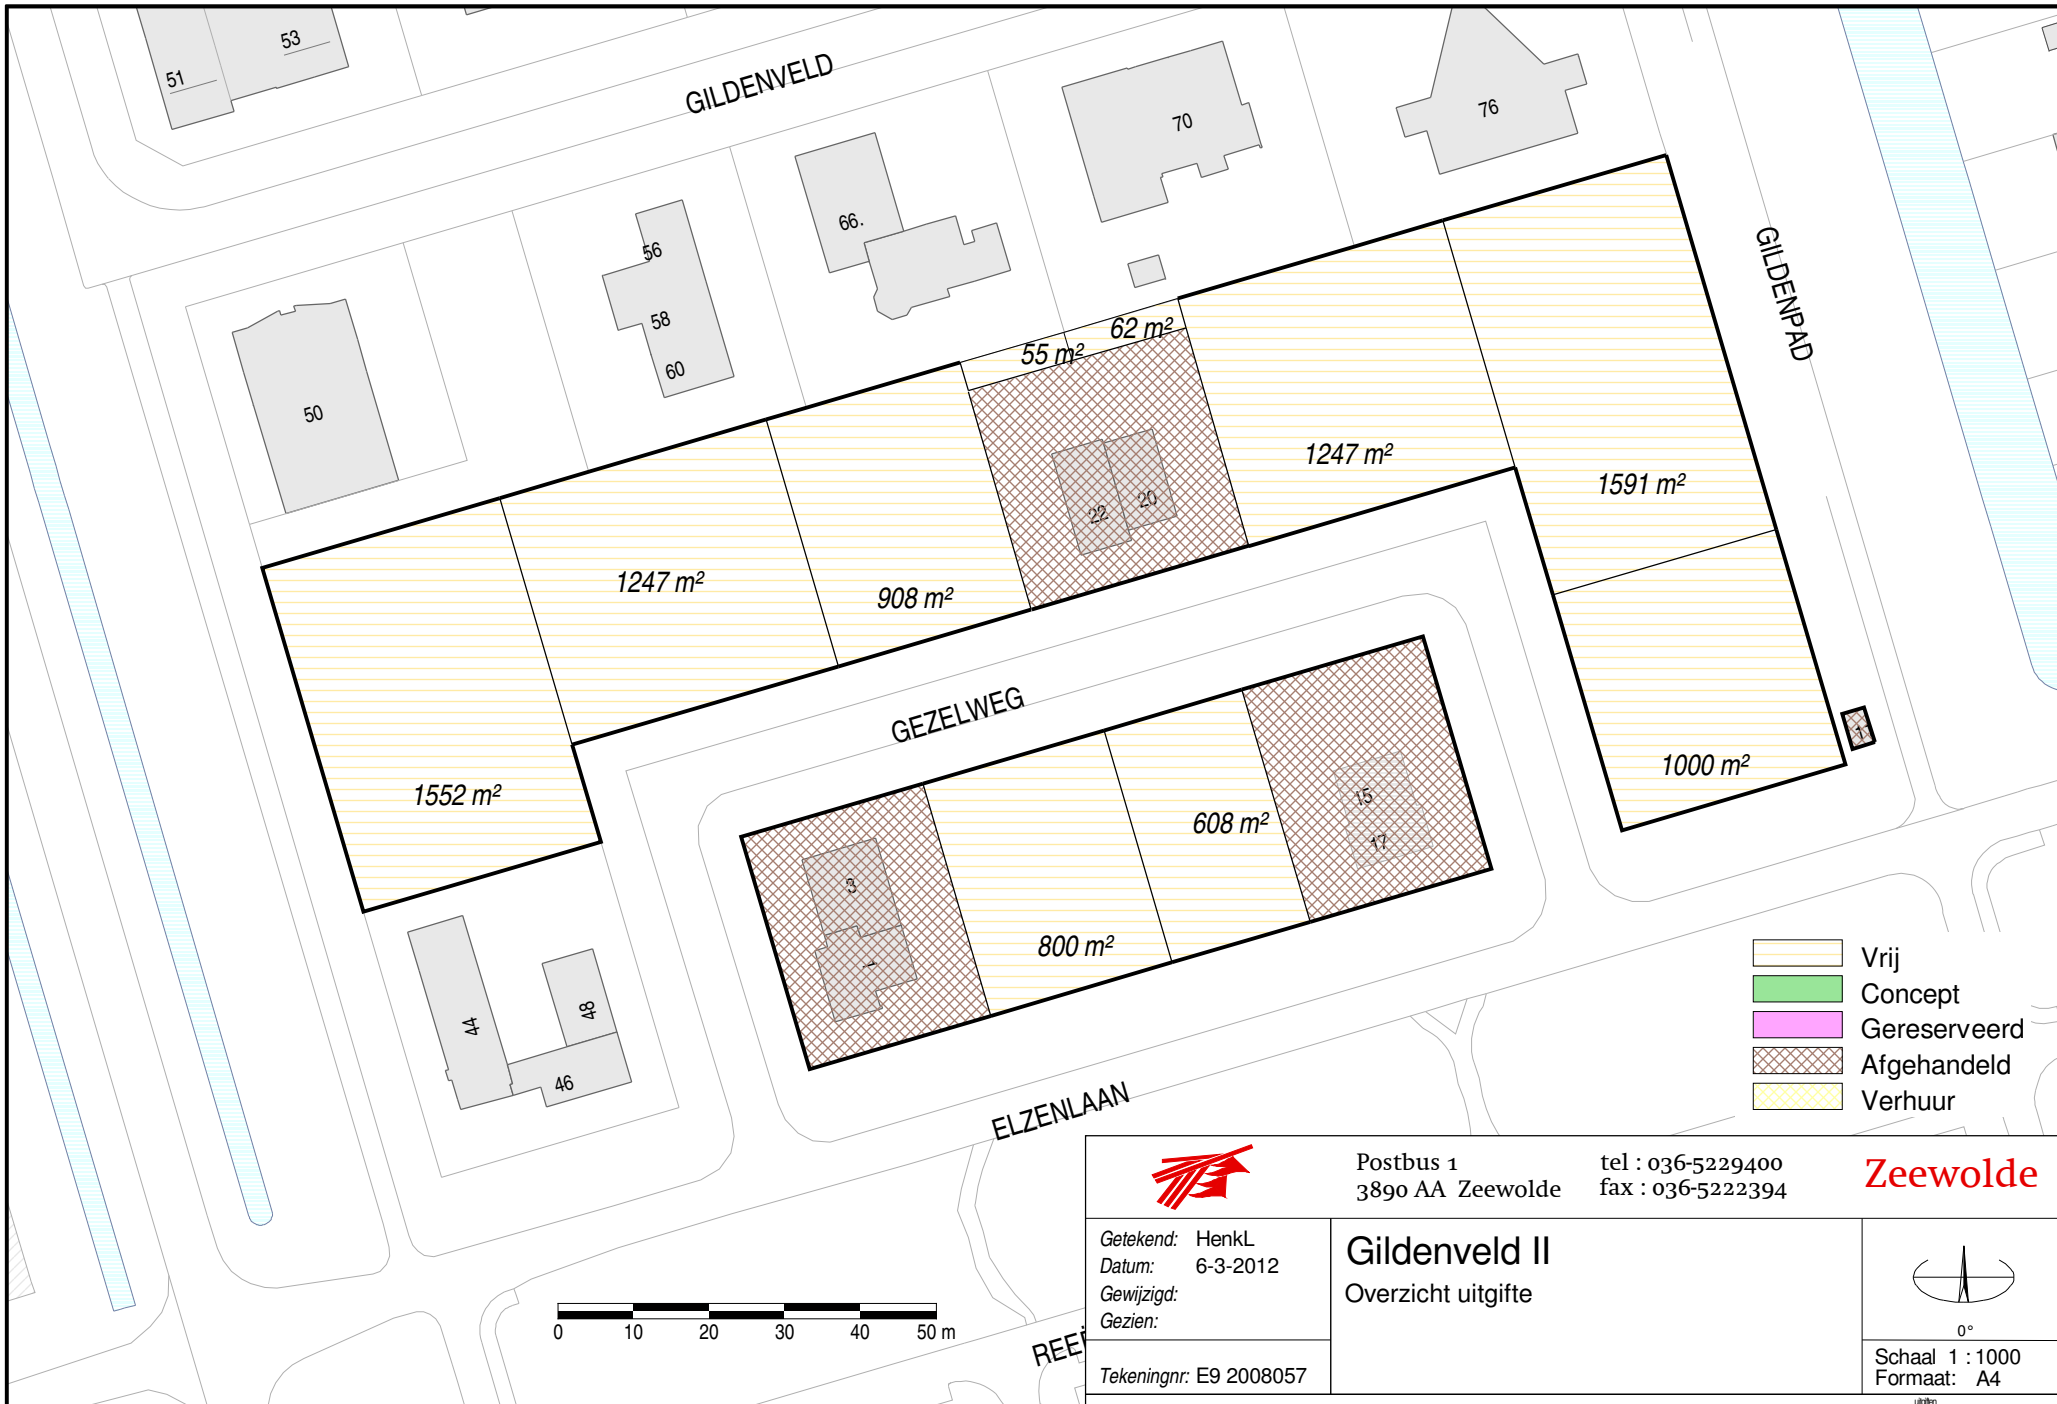 53
51
GILDENVELD
70
76
66.
56
58
60
50
GILDENPAD
62 m²
55 m²
1247 m²
1591 m²
22
20
1247 m²
908 m²
GEZELWEG
1552 m²
1000 m²
1
608 m²
15
17
3
1
800 m²
44
48
46
ELZENLAAN
Vrij
Concept
Gereserveerd
Afgehandeld
Verhuur
Postbus 1
3890 AA Zeewolde
tel : 036-5229400
fax : 036-5222394
Zeewolde
Getekend: HenkL
Datum: 6-3-2012
Gewijzigd:
Gezien:
Tekeningnr: E9 2008057
Gildenveld II
Overzicht uitgifte
0°
Schaal 1 : 1000
Formaat: A4
0 10 20 30 40 50 m